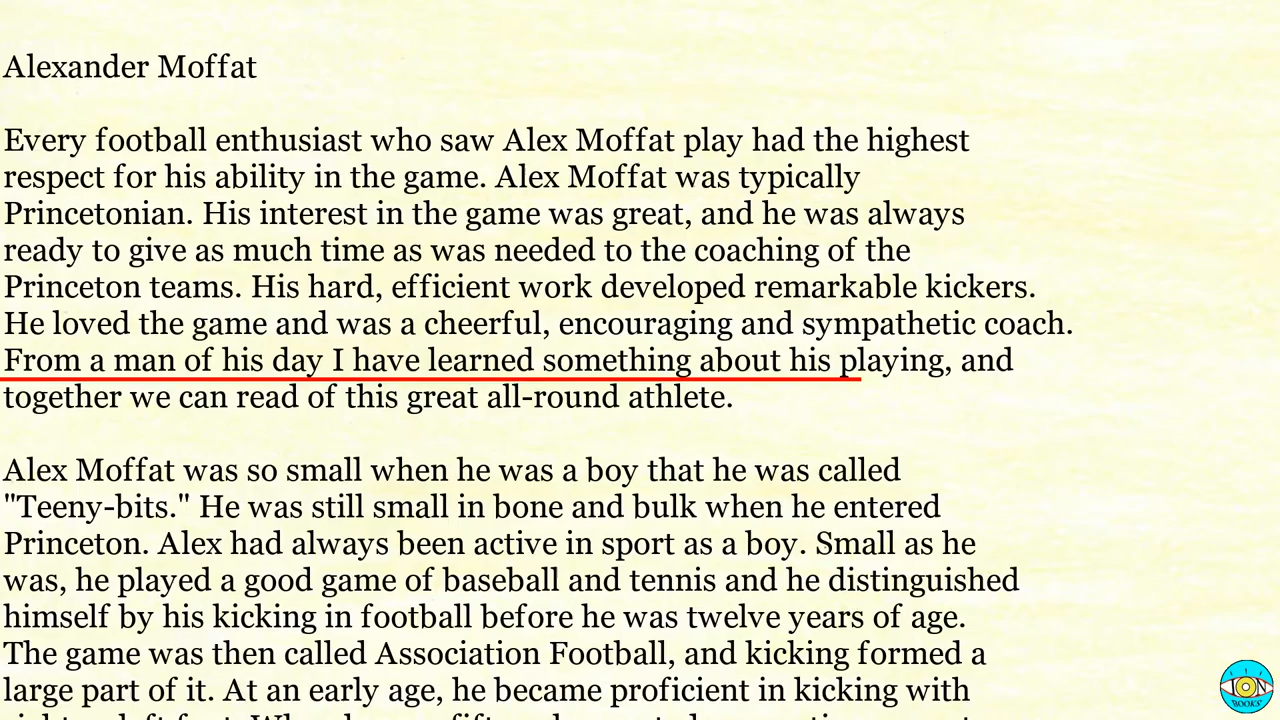 Alexander Moffat
Every football enthusiast who saw Alex Moffat play had the highest
respect for his ability in the game. Alex Moffat was typically
Princetonian. His interest in the game was great, and he was always
ready to give as much time as was needed to the coaching of the
Princeton teams. His hard, efficient work developed remarkable kickers.
He loved the game and was a cheerful, encouraging and sympathetic coach.
From a man of his day I have learned something about his playing, and
together we can read of this great all-round athlete.
Alex Moffat was so small when he was a boy that he was called
"Teeny-bits." He was still small in bone and bulk when he entered
Princeton. Alex had always been active in sport as a boy. Small as he
was, he played a good game of baseball and tennis and he distinguished
himself by his kicking in football before he was twelve years of age.
The game was then called Association Football, and kicking formed a
large part of it. At an early age, he became proficient in kicking with
ION
BOOKS